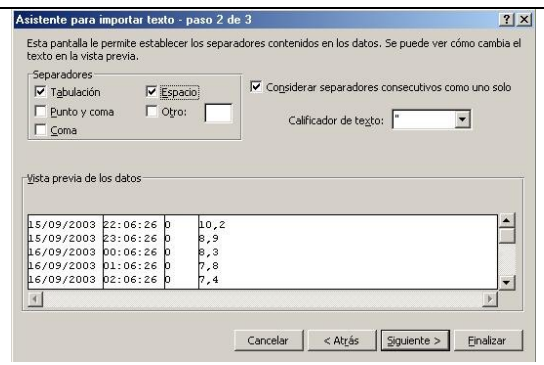 Asistente para importar texto - paso 2 de 3
Esta pantalla le permite establecer los separadores contenidos en los datos. Se puede ver cómo cambia el
texto en la vista previa.
Separadores
Tabulación Espacio
Punto y coma Otro:
Coma
Considerar separadores consecutivos como uno solo
Calificador de texto: "
Vista previa de los datos
15/09/2003 22:06:26 0 10,2
15/09/2003 23:06:26 0 8,9
16/09/2003 00:06:26 0 8,3
16/09/2003 01:06:26 0 7,8
16/09/2003 02:06:26 0 7,4
Cancelar < Atrás Siguiente > Finalizar